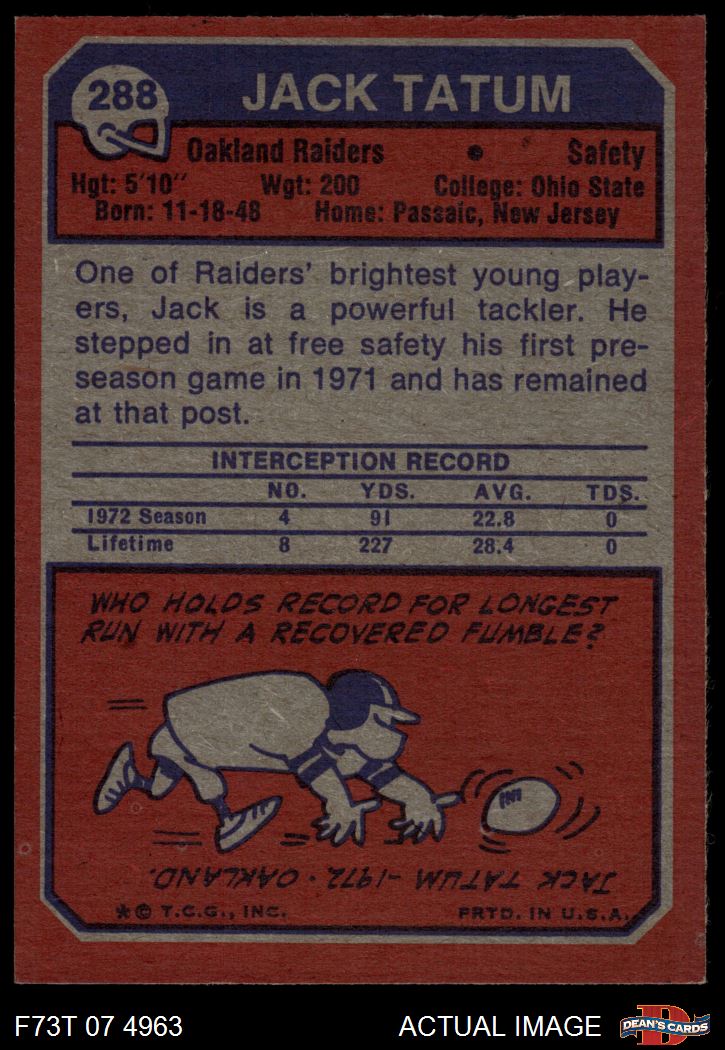 288
JACK TATUM
Oakland Raiders • Safety
Hgt: 5'10" Wgt: 200 College: Ohio State
Born: 11-18-48 Home: Passaic, New Jersey
One of Raiders' brightest young play-
ers, Jack is a powerful tackler. He
stepped in at free safety his first pre-
season game in 1971 and has remained
at that post.
INTERCEPTION RECORD
NO. YDS. AVG. TDS.
1972 Season 4 91 22.8 0
Lifetime 8 227 28.4 0
WHO HOLDS RECORD FOR LONGEST
RUN WITH A RECOVERED FUMBLE?
JACK TATUM -1972 · OAKLAND.
* © T.C.G., INC. PRTD. IN U.S.A.
F73T 07 4963 ACTUAL IMAGE DEAN'S CARDS